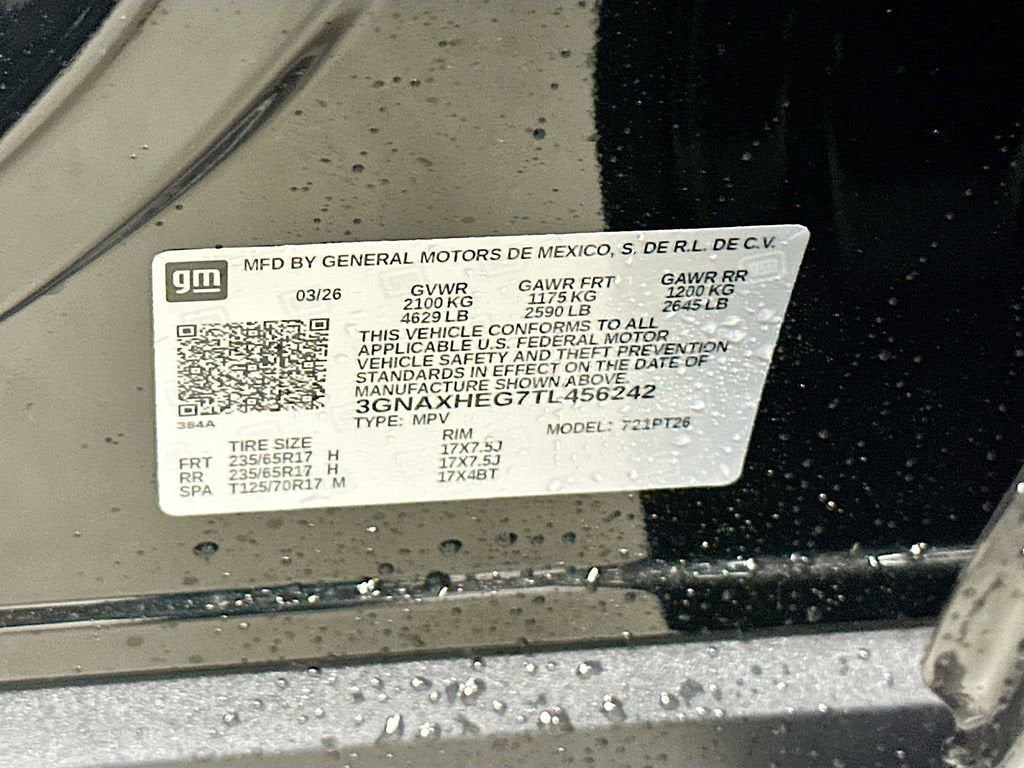 gm
MFD BY GENERAL MOTORS DE MEXICO, S. DE R.L. DE C.V.
03/26
GVWR GAWR FRT GAWR RR
2100 KG 1175 KG 1200 KG
4629 LB 2590 LB 2645 LB
THIS VEHICLE CONFORMS TO ALL
APPLICABLE U.S. FEDERAL MOTOR
VEHICLE SAFETY AND THEFT PREVENTION
STANDARDS IN EFFECT ON THE DATE OF
MANUFACTURE SHOWN ABOVE
3GNAXHEG7TL456242
384A
TYPE: MPV MODEL: 721PT26
TIRE SIZE RIM
FRT 235/65R17 H 17X7.5J
RR 235/65R17 H 17X7.5J
SPA T125/70R17 M 17X4BT